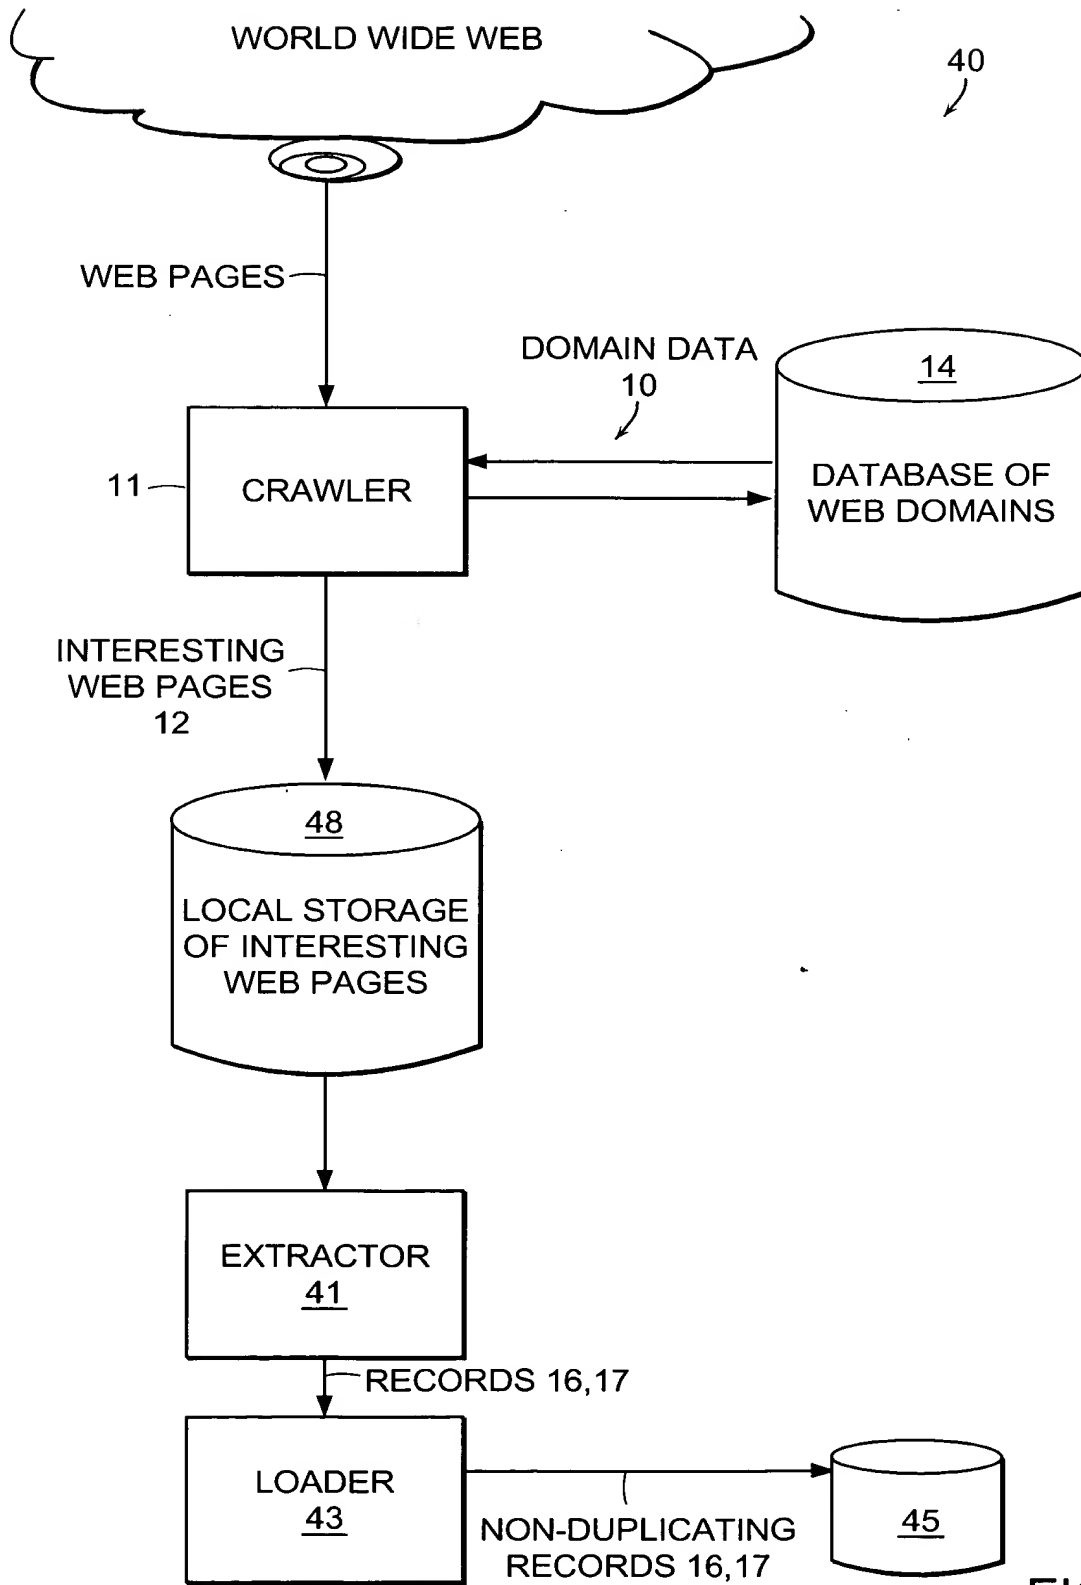 WORLD WIDE WEB
40
WEB PAGES
DOMAIN DATA
10
14
DATABASE OF
WEB DOMAINS
11
CRAWLER
INTERESTING
WEB PAGES
12
48
LOCAL STORAGE
OF INTERESTING
WEB PAGES
EXTRACTOR
41
RECORDS 16,17
LOADER
43
NON-DUPLICATING
RECORDS 16,17
45